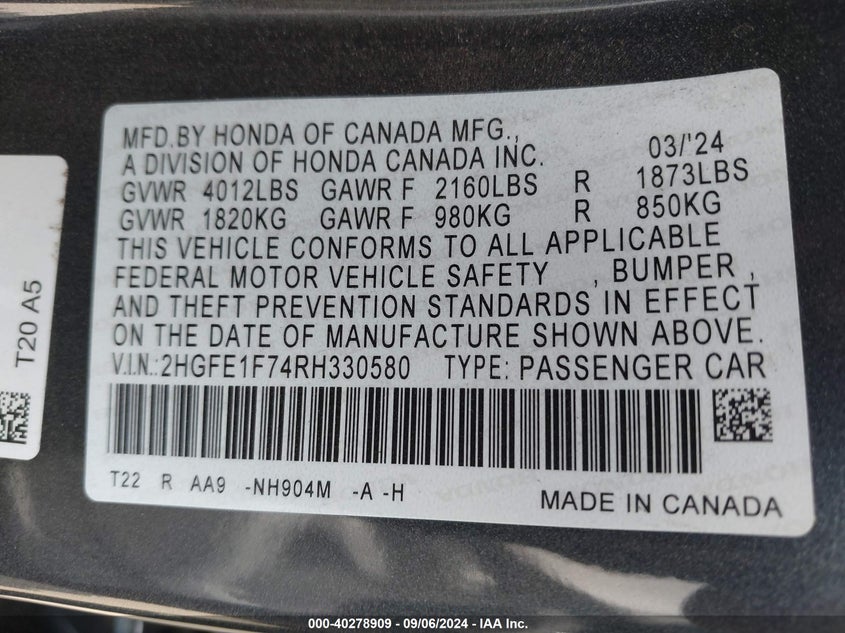 MFD.BY HONDA OF CANADA MFG.,
A DIVISION OF HONDA CANADA INC. 03/'24
GVWR 4012LBS GAWR F 2160LBS R 1873LBS
GVWR 1820KG GAWR F 980KG R 850KG
THIS VEHICLE CONFORMS TO ALL APPLICABLE
FEDERAL MOTOR VEHICLE SAFETY , BUMPER ,
AND THEFT PREVENTION STANDARDS IN EFFECT
ON THE DATE OF MANUFACTURE SHOWN ABOVE.
V.I.N.:2HGFE1F74RH330580 TYPE: PASSENGER CAR
T22 R AA9 -NH904M -A -H
MADE IN CANADA
T20 A5
000-40278909 - 09/06/2024 - IAA Inc.